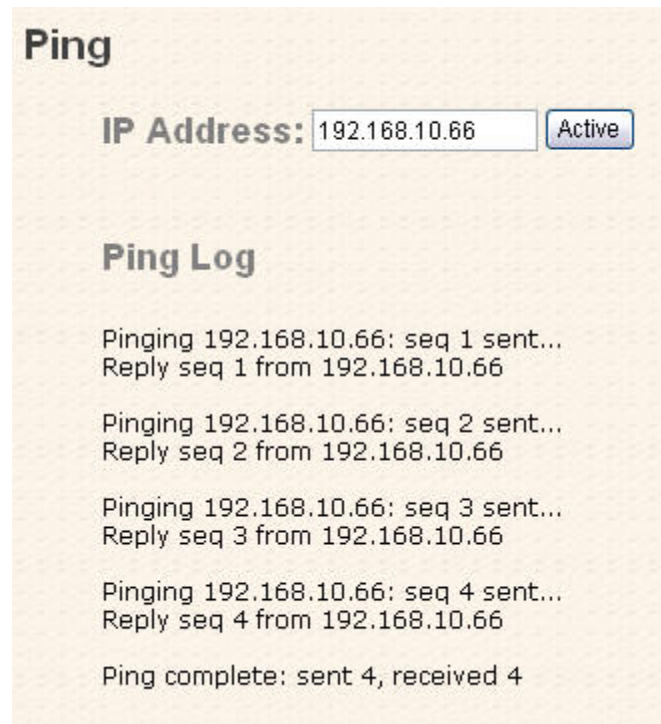 Ping
IP Address: 192.168.10.66 Active
Ping Log
Pinging 192.168.10.66: seq 1 sent...
Reply seq 1 from 192.168.10.66
Pinging 192.168.10.66: seq 2 sent...
Reply seq 2 from 192.168.10.66
Pinging 192.168.10.66: seq 3 sent...
Reply seq 3 from 192.168.10.66
Pinging 192.168.10.66: seq 4 sent...
Reply seq 4 from 192.168.10.66
Ping complete: sent 4, received 4